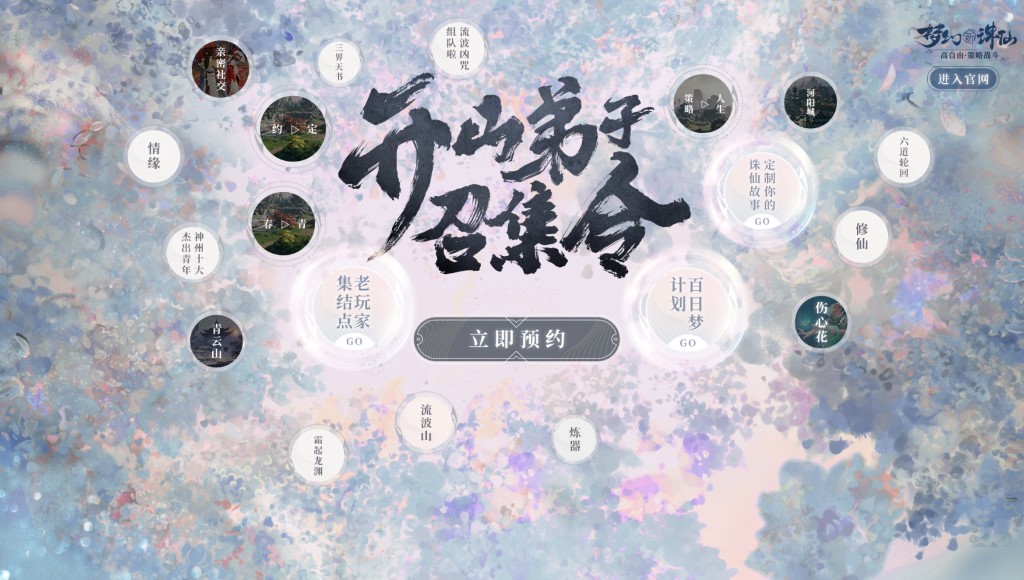 梦幻新诛仙
高自由·策略战斗
进入官网
开山弟子
召集令
亲密社交
三界天书
流波凶咒
组队啦
约定
策略人生
河阳城
情缘
六道轮回
定制你的
诛仙故事
GO
春青
修仙
神州十大
杰出青年
老玩家
集结点
GO
百日梦
计划
GO
青云山
伤心花
立即预约
流波山
霜起龙渊
炼器